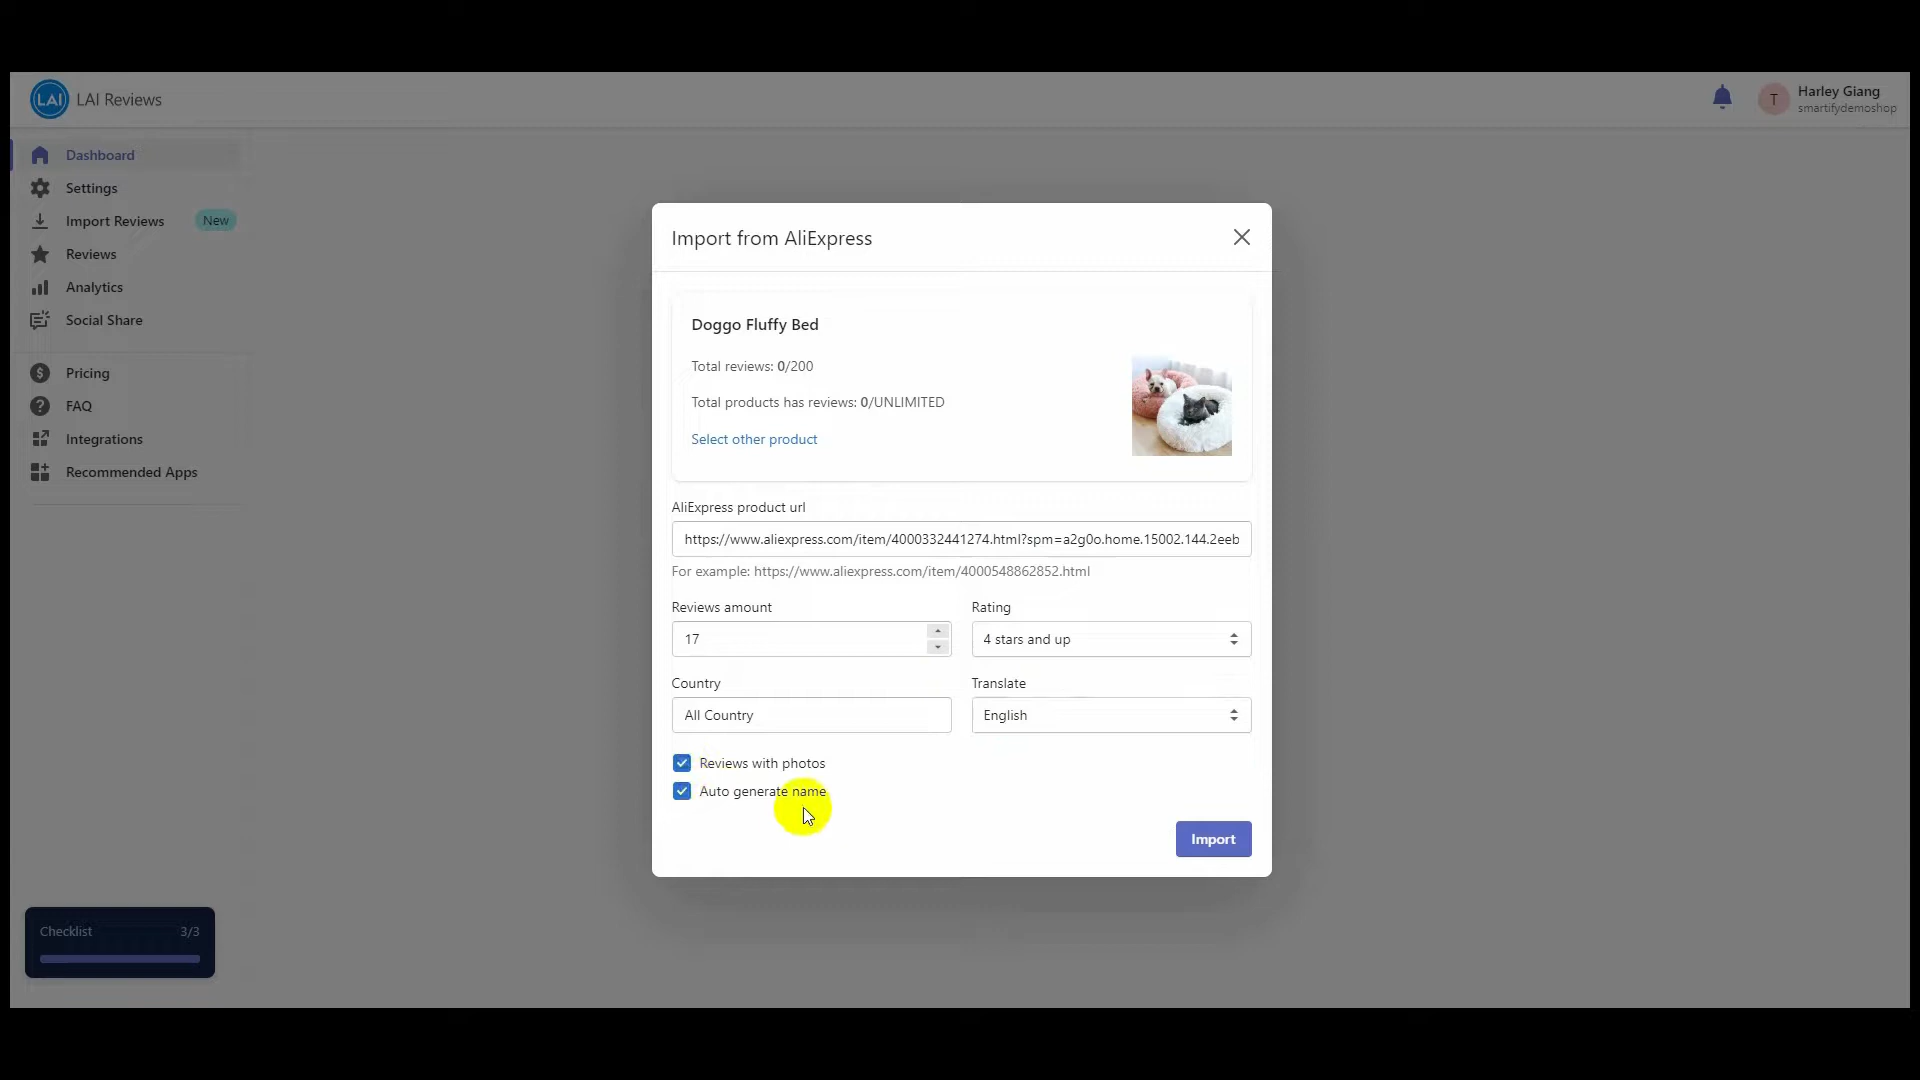 LAI LAI Reviews
Harley Giang
T
smartifydemoshop
Dashboard
Settings
Import Reviews New
Reviews
Analytics
Social Share
Pricing
FAQ
Integrations
Recommended Apps
Checklist 3/3
Import from AliExpress
Doggo Fluffy Bed
Total reviews: 0/200
Total products has reviews: 0/UNLIMITED
Select other product
AliExpress product url
https://www.aliexpress.com/item/4000332441274.html?spm=a2g0o.home.15002.144.2eeb
For example: https://www.aliexpress.com/item/4000548862852.html
Reviews amount Rating
17 4 stars and up
Country Translate
All Country English
Reviews with photos
Auto generate name
Import